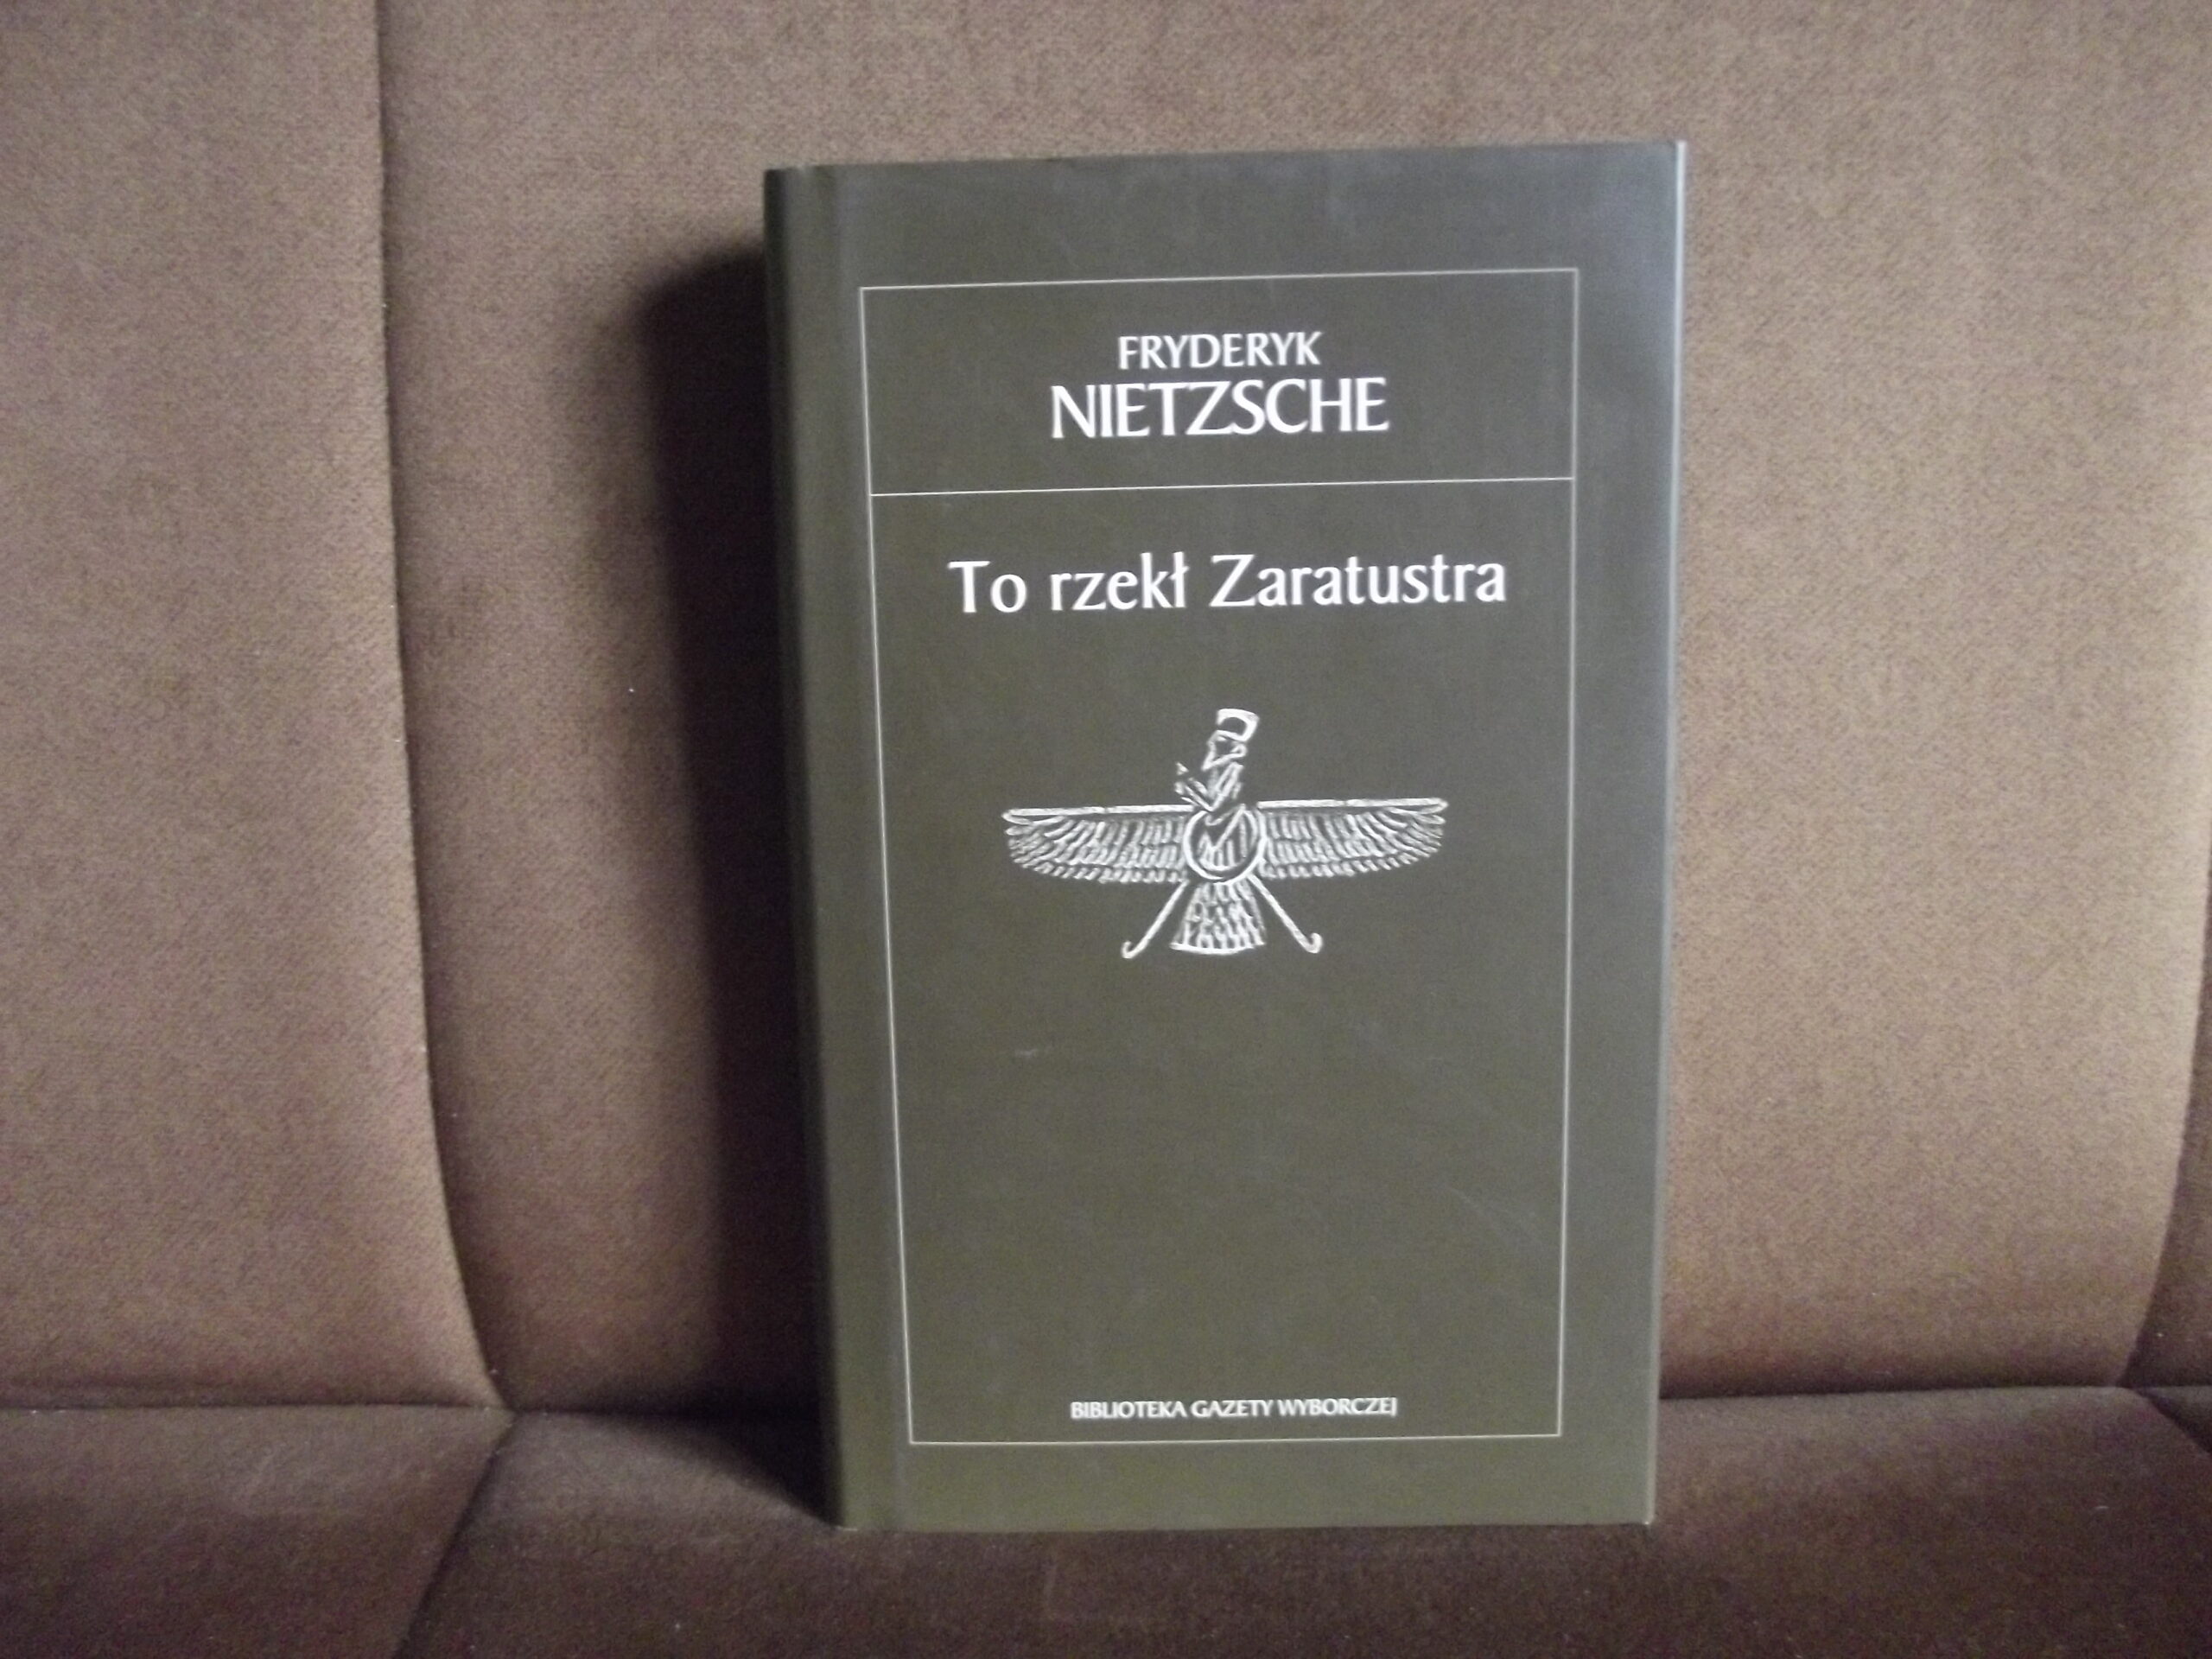 FRYDERYK
NIETZSCHE
To rzekł Zaratustra
BIBLIOTEKA GAZETY WYBORCZEJ